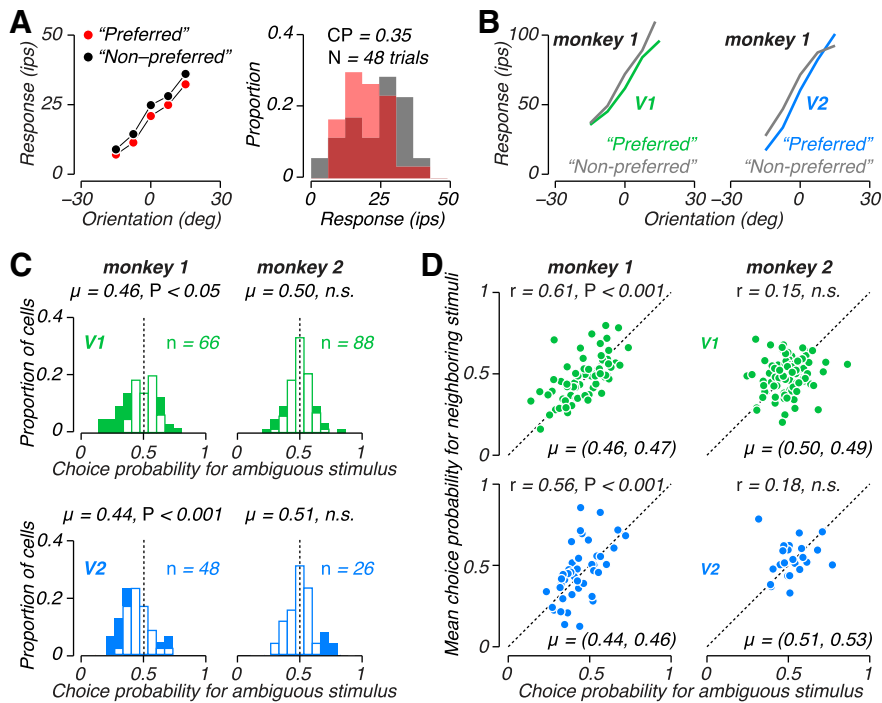 A
50
25
0
Response (ips)
"Preferred"
"Non–preferred"
−30
0
30
Orientation (deg)
0.4
0.2
0
Proportion
CP = 0.35
N = 48 trials
0
25
50
Response (ips)
B
100
50
0
Response (ips)
monkey 1
V1
"Preferred"
"Non-preferred"
−30
0
30
monkey 1
V2
"Preferred"
"Non-preferred"
−30
0
30
Orientation (deg)
C
monkey 1
μ = 0.46, P < 0.05
monkey 2
μ = 0.50, n.s.
0.4
0.2
0
Proportion of cells
V1
n = 66
n = 88
0
0.5
1
0
0.5
1
Choice probability for ambiguous stimulus
μ = 0.44, P < 0.001
μ = 0.51, n.s.
0.4
0.2
0
Proportion of cells
V2
n = 48
n = 26
0
0.5
1
0
0.5
1
Choice probability for ambiguous stimulus
D
Mean choice probability for neighboring stimuli
monkey 1
monkey 2
1
0.5
0
r = 0.61, P < 0.001
μ = (0.46, 0.47)
r = 0.15, n.s.
V1
μ = (0.50, 0.49)
1
0.5
0
r = 0.56, P < 0.001
μ = (0.44, 0.46)
r = 0.18, n.s.
V2
μ = (0.51, 0.53)
0
0.5
1
0
0.5
1
Choice probability for ambiguous stimulus